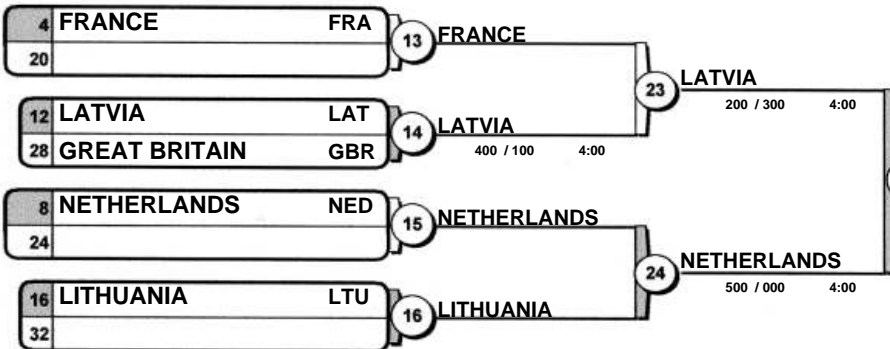 4 FRANCE FRA
20
13 FRANCE
12 LATVIA LAT
28 GREAT BRITAIN GBR
14 LATVIA
400 / 100 4:00
23 LATVIA
200 / 300 4:00
8 NETHERLANDS NED
24
15 NETHERLANDS
16 LITHUANIA LTU
32
16 LITHUANIA
24 NETHERLANDS
500 / 000 4:00